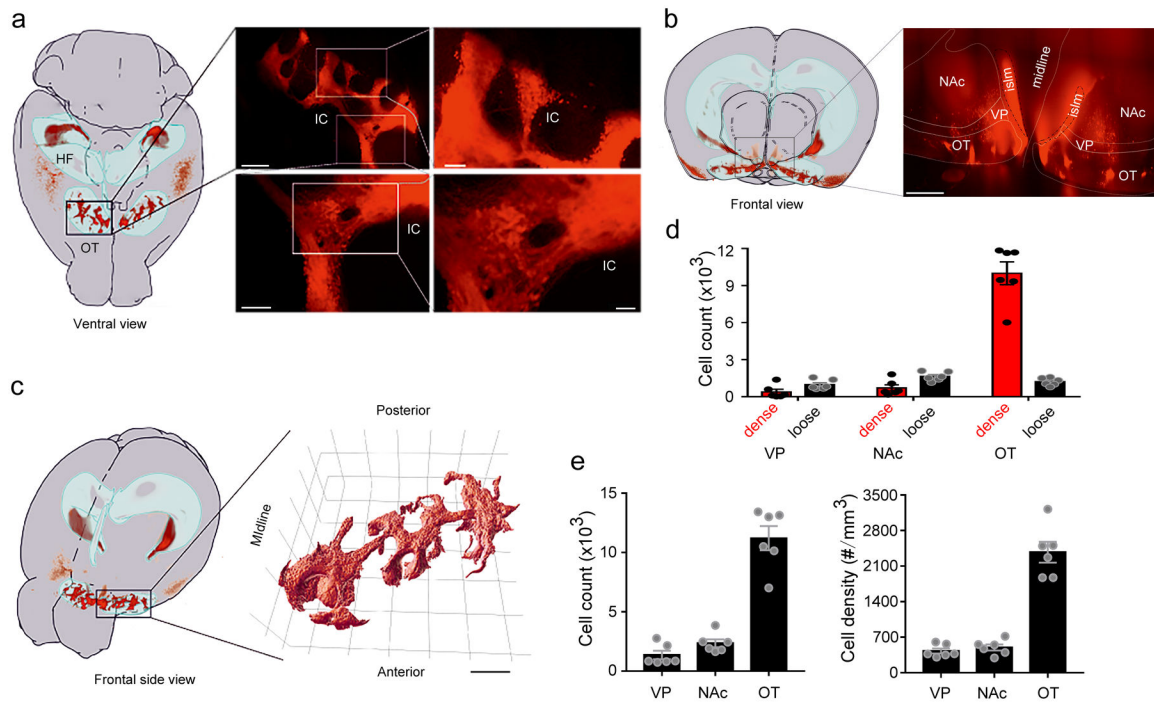 a
HF
OT
Ventral view
IC
IC
IC
IC
b
Frontal view
NAc
islm
midline
VP
islm
NAc
VP
OT
OT
c
Frontal side view
Posterior
MIdline
Anterior
d
Cell count (x10³)
12
9
6
3
0
dense
loose
dense
loose
dense
loose
VP
NAc
OT
e
Cell count (x10³)
15
10
5
0
VP
NAc
OT
Cell density (#/mm³)
3500
2800
2100
1400
700
0
VP
NAc
OT